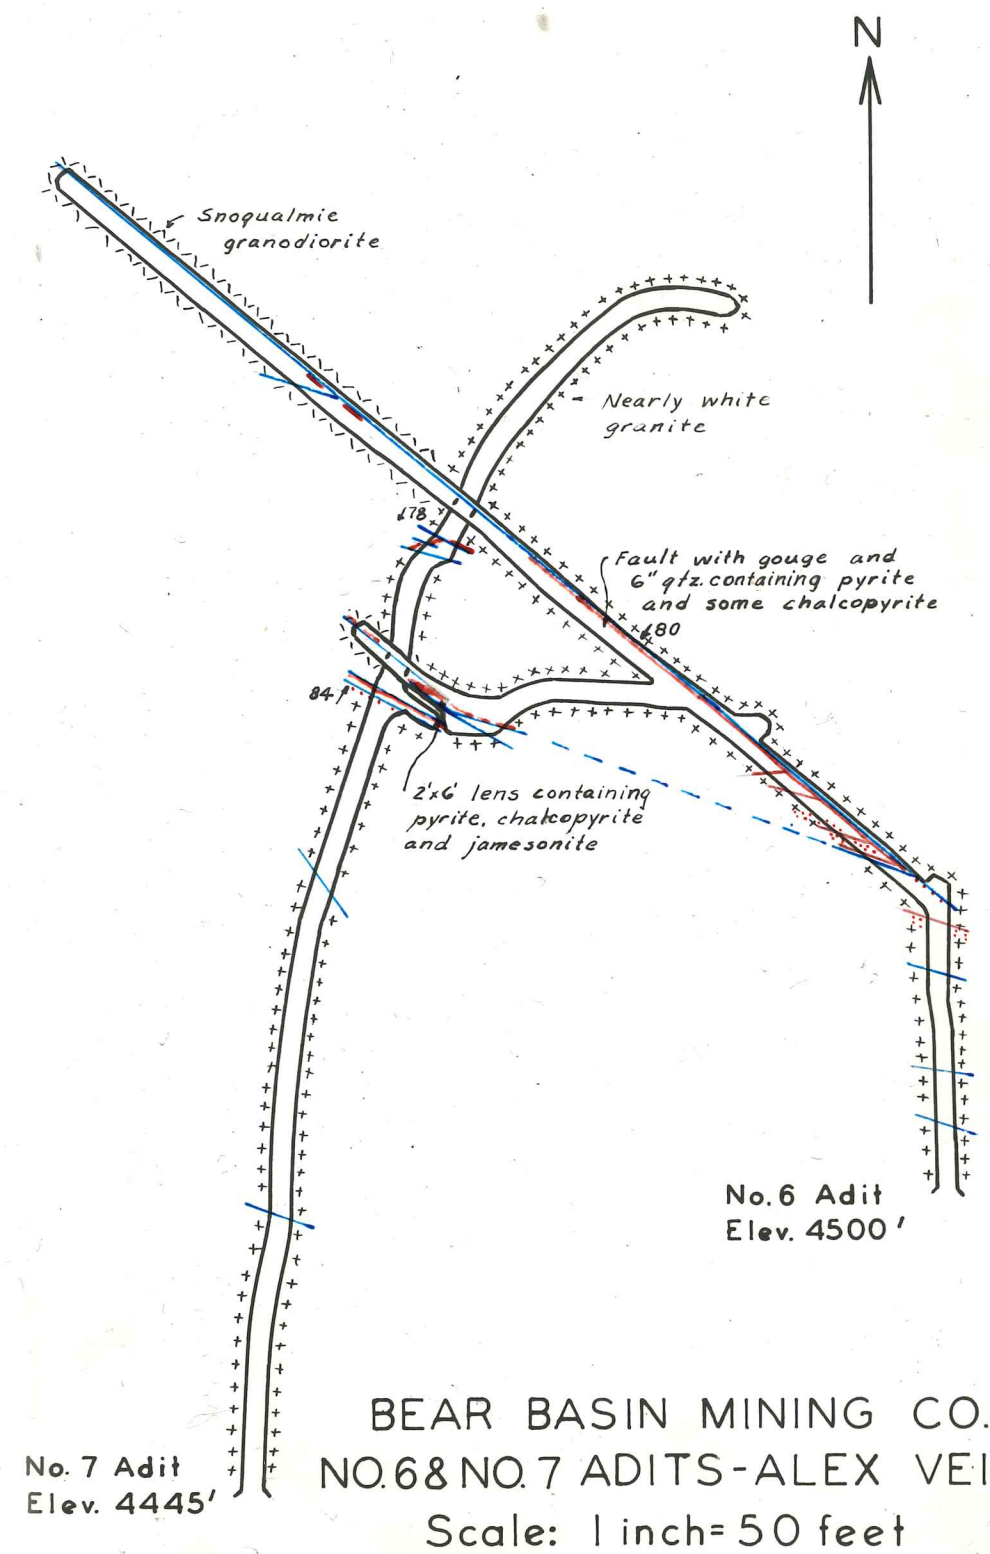 N
Snoqualmie
granodiorite
Nearly white
granite
78
Fault with gouge and
6" qtz. containing pyrite
and some chalcopyrite
80
84
2'x6' lens containing
pyrite, chalcopyrite
and jamesonite
No. 6 Adit
Elev. 4500'
No. 7 Adit
Elev. 4445'
BEAR BASIN MINING CO.
NO. 6 & NO. 7 ADITS - ALEX VEI
Scale: 1 inch = 50 feet